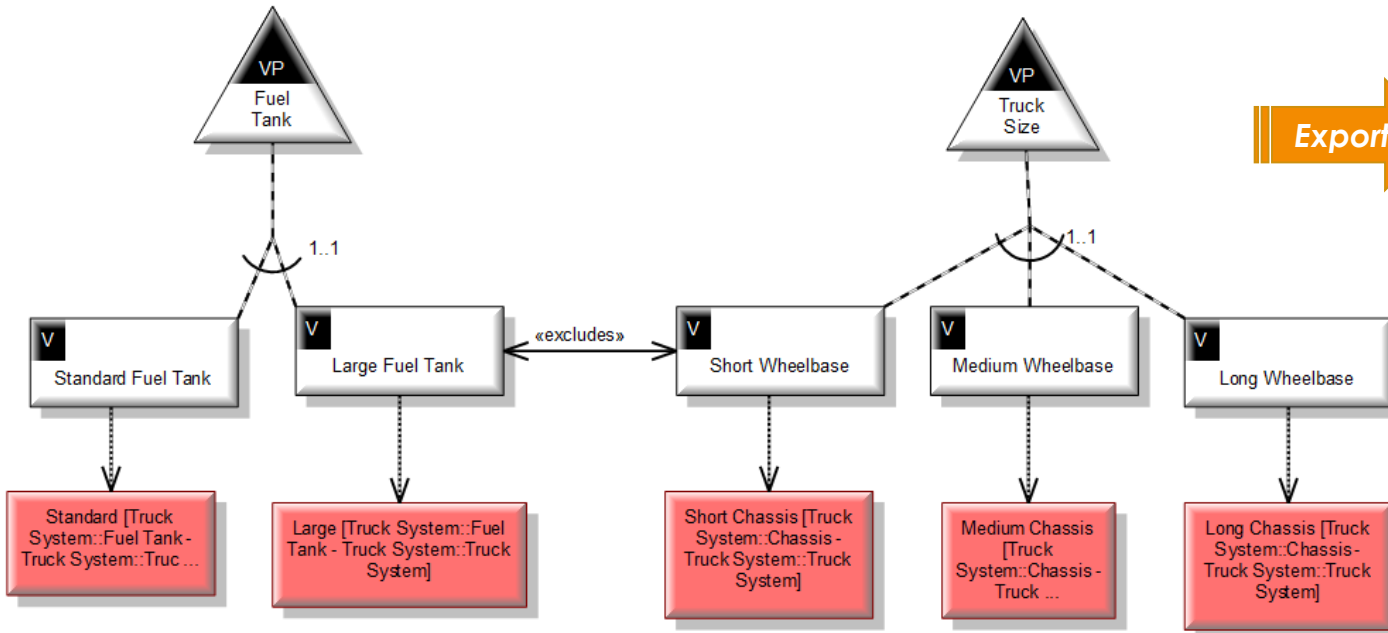 VP
Fuel
Tank
VP
Truck
Size
Export
1..1
1..1
V
Standard Fuel Tank
V
Large Fuel Tank
«excludes»
V
Short Wheelbase
V
Medium Wheelbase
V
Long Wheelbase
Standard [Truck
System::Fuel Tank -
Truck System::Truc ...
Large [Truck System::Fuel
Tank - Truck System::Truck
System]
Short Chassis [Truck
System::Chassis -
Truck System::Truck
System]
Medium Chassis
[Truck
System::Chassis -
Truck ...
Long Chassis [Truck
System::Chassis-
Truck System::Truck
System]